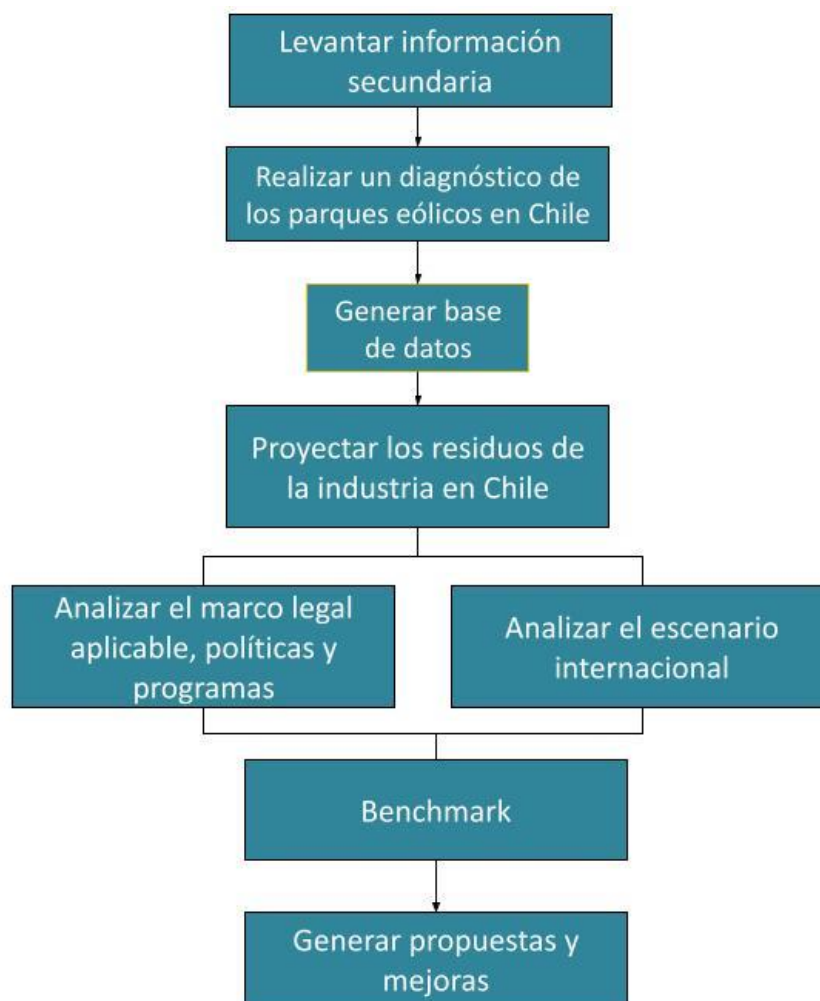 Levantar información
secundaria
Realizar un diagnóstico de
los parques eólicos en Chile
Generar base
de datos
Proyectar los residuos de
la industria en Chile
Analizar el marco legal
aplicable, políticas y
programas
Analizar el escenario
internacional
Benchmark
Generar propuestas y
mejoras